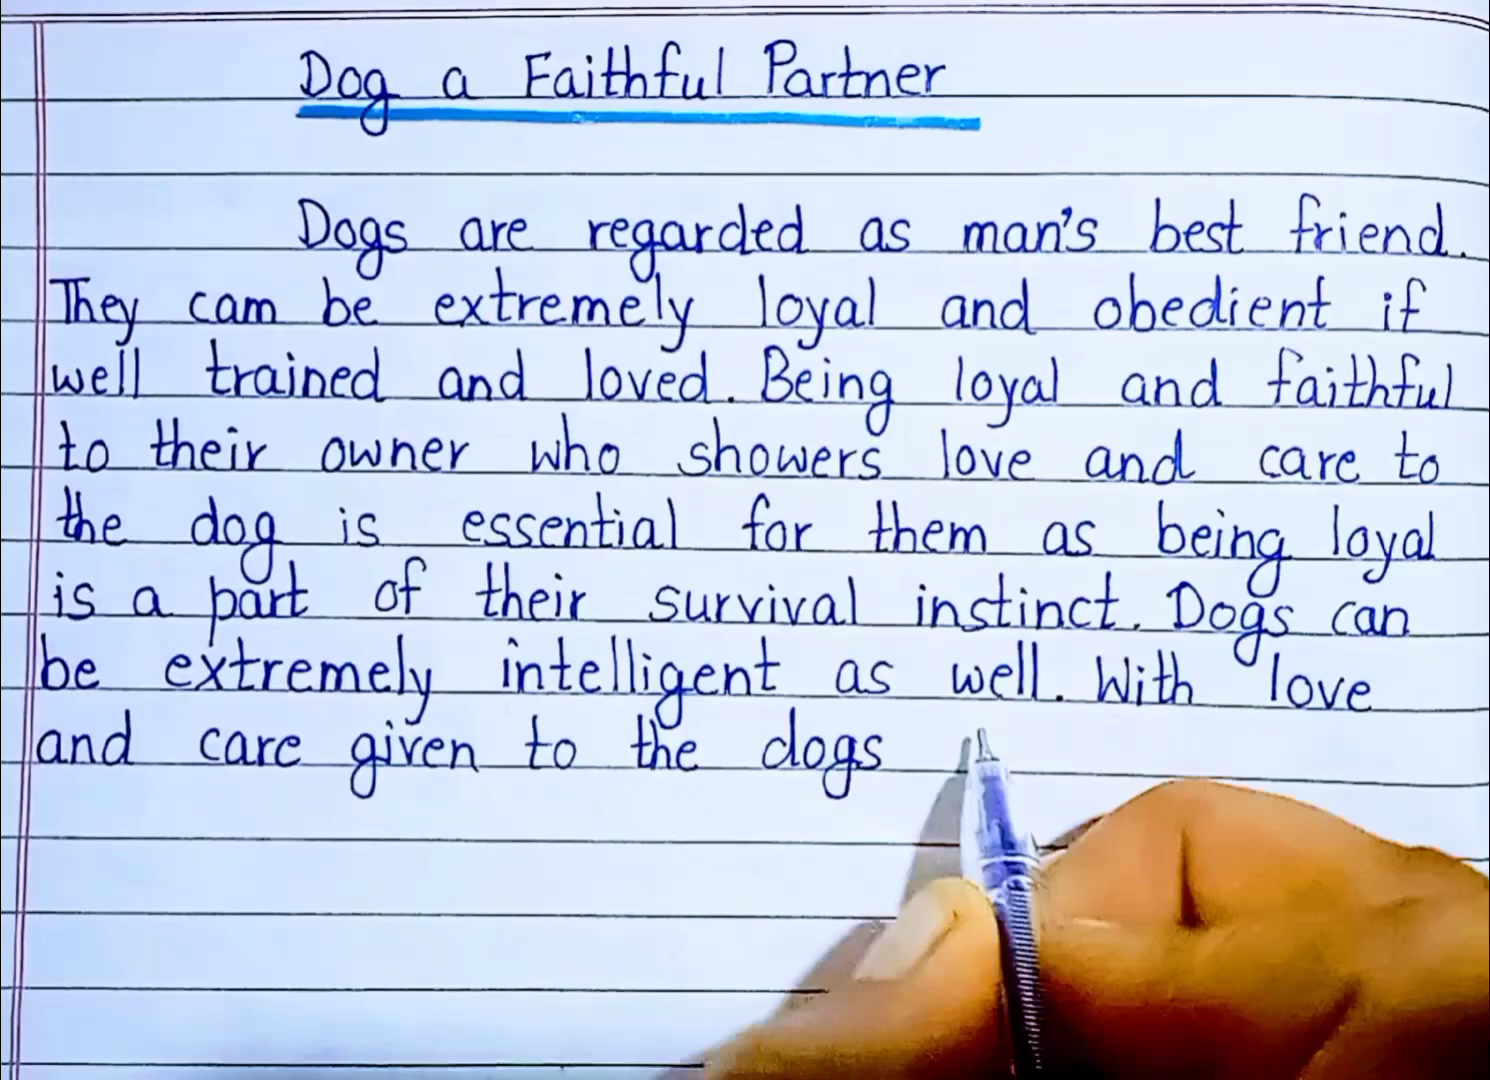 Dog a Faithful Partner
Dogs are regarded as man's best friend.
They cam be extremely loyal and obedient if
well trained and loved. Being loyal and faithful
to their owner who showers love and care to
the dog is essential for them as being loyal
is a part of their survival instinct. Dogs can
be extremely intelligent as well. With love
and care given to the dogs